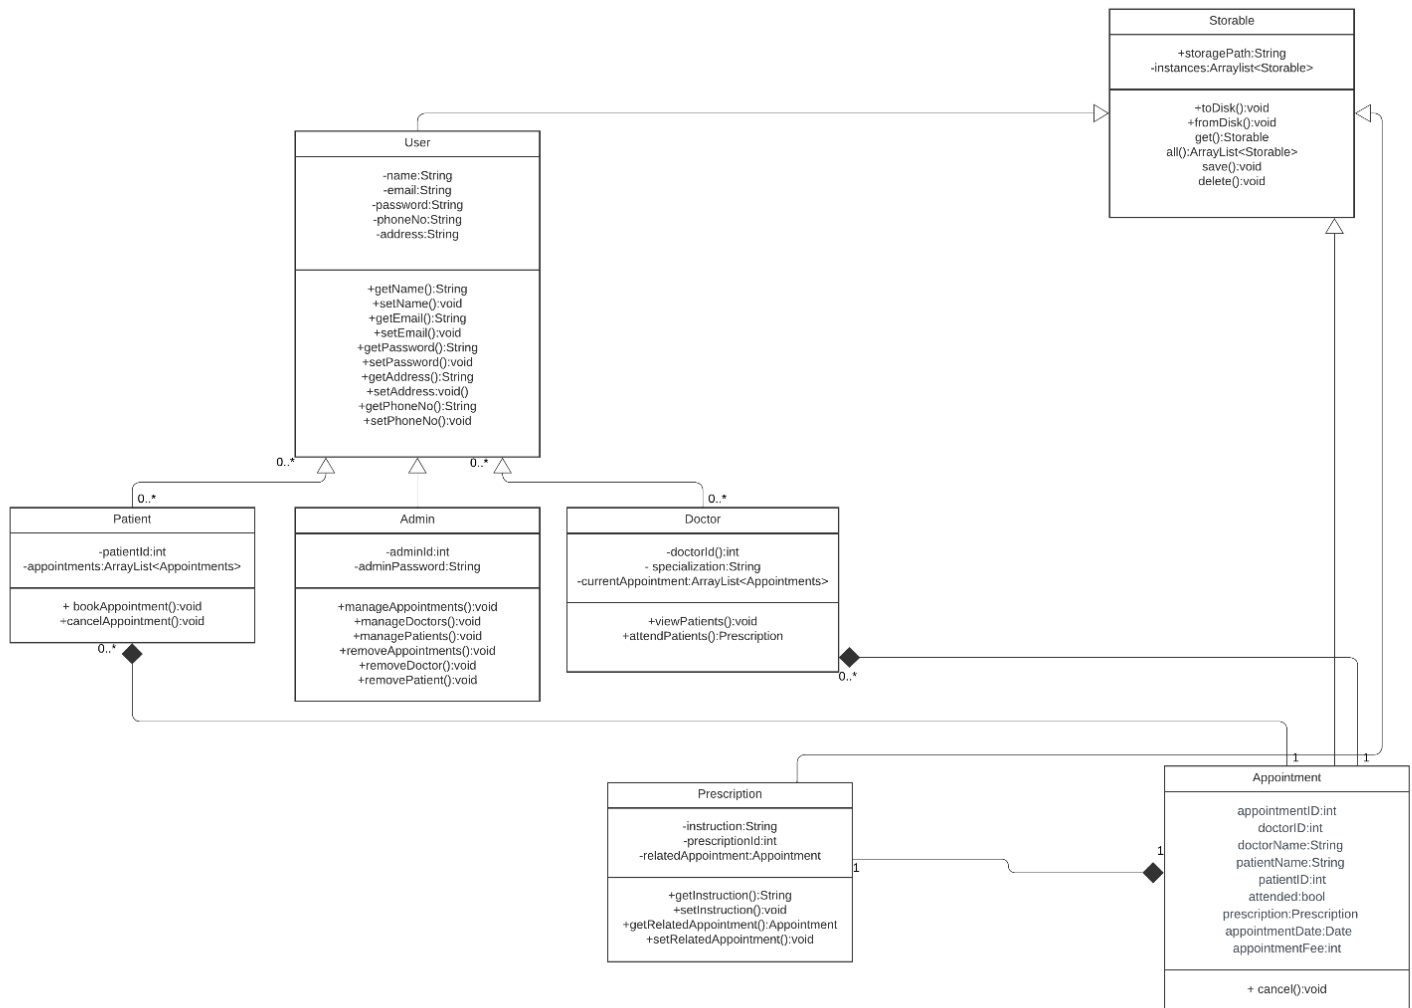 Storable
+storagePath:String
-instances:Arraylist<Storable>
+toDisk():void
+fromDisk():void
get():Storable
all():ArrayList<Storable>
save():void
delete():void
User
-name:String
-email:String
-password:String
-phoneNo:String
-address:String
+getName():String
+setName():void
+getEmail():String
+setEmail():void
+getPassword():String
+setPassword():void
+getAddress():String
+setAddress:void()
+getPhoneNo():String
+setPhoneNo():void
0..*
0..*
0..*
0..*
Patient
-patientId:int
-appointments:ArrayList<Appointments>
+ bookAppointment():void
+cancelAppointment():void
0..*
Admin
-adminId:int
-adminPassword:String
+manageAppointments():void
+manageDoctors():void
+managePatients():void
+removeAppointments():void
+removeDoctor():void
+removePatient():void
Doctor
-doctorId():int
- specialization:String
-currentAppointment:ArrayList<Appointments>
+viewPatients():void
+attendPatients():Prescription
0..*
1
1
Prescription
-instruction:String
-prescriptionId:int
-relatedAppointment:Appointment
+getInstruction():String
+setInstruction():void
+getRelatedAppointment():Appointment
+setRelatedAppointment():void
1
1
Appointment
appointmentID:int
doctorID:int
doctorName:String
patientName:String
patientID:int
attended:bool
prescription:Prescription
appointmentDate:Date
appointmentFee:int
+ cancel():void